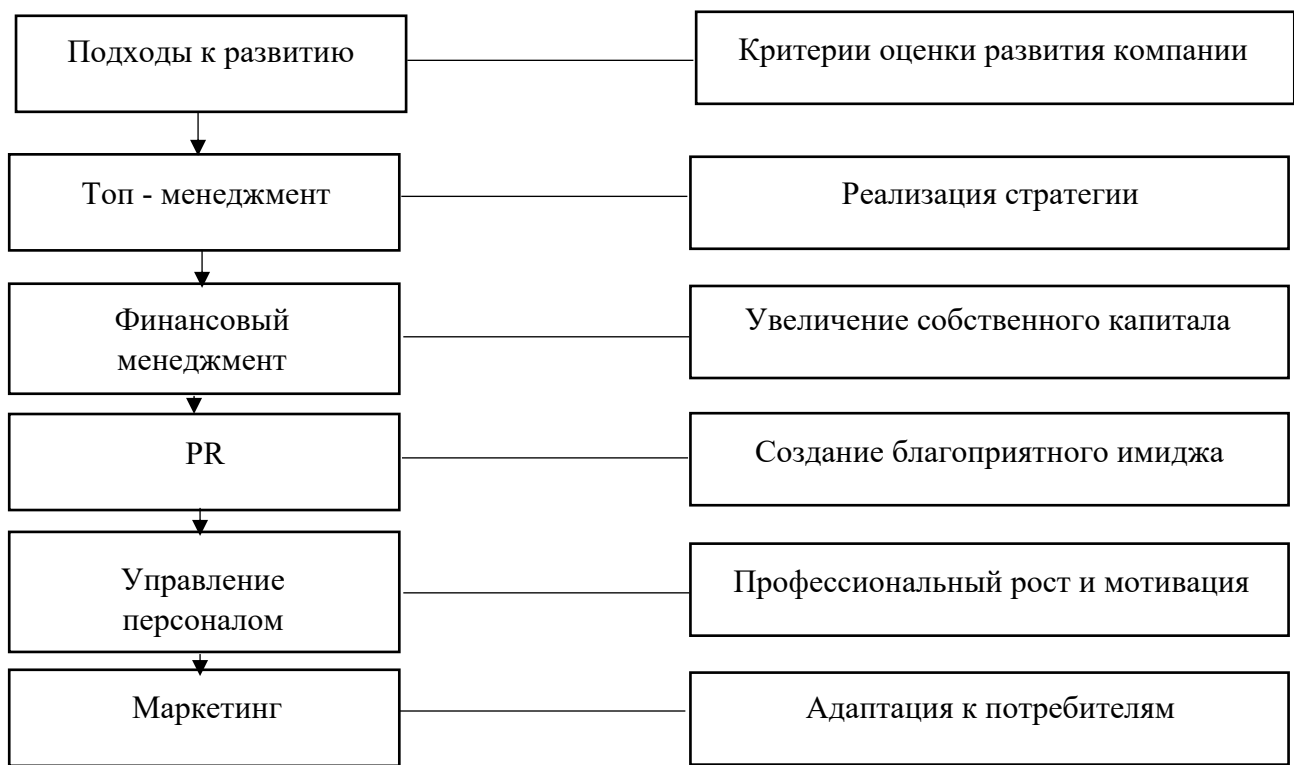 Подходы к развитию
Критерии оценки развития компании
Топ - менеджмент
Реализация стратегии
Финансовый
менеджмент
Увеличение собственного капитала
PR
Создание благоприятного имиджа
Управление
персоналом
Профессиональный рост и мотивация
Маркетинг
Адаптация к потребителям